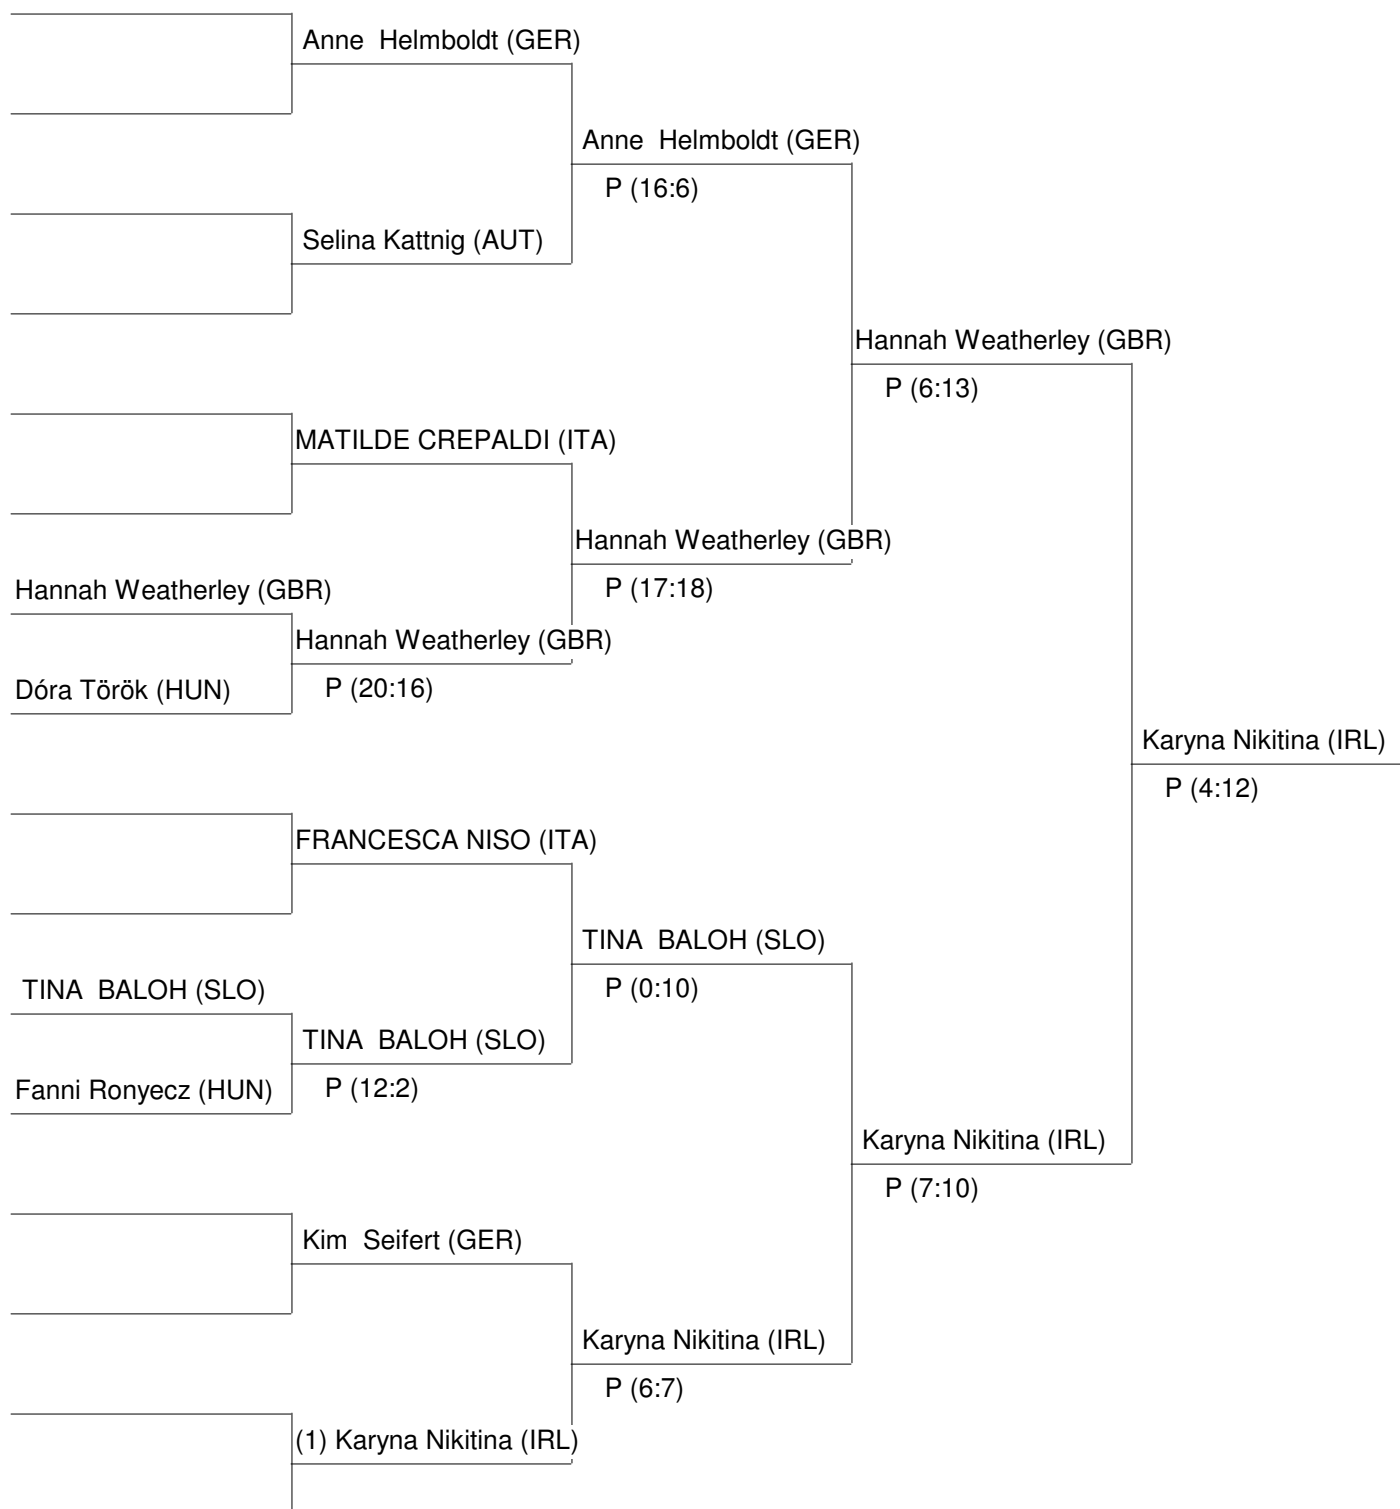 Anne  Helmboldt (GER)
Anne  Helmboldt (GER)
P (16:6)
Selina Kattnig (AUT)
Hannah Weatherley (GBR)
P (6:13)
MATILDE CREPALDI (ITA)
Hannah Weatherley (GBR)
P (17:18)
Hannah Weatherley (GBR)
Hannah Weatherley (GBR)
P (20:16)
Dóra Török (HUN)
Karyna Nikitina (IRL)
P (4:12)
FRANCESCA NISO (ITA)
TINA  BALOH (SLO)
P (0:10)
TINA  BALOH (SLO)
TINA  BALOH (SLO)
P (12:2)
Fanni Ronyecz (HUN)
Karyna Nikitina (IRL)
P (7:10)
Kim  Seifert (GER)
Karyna Nikitina (IRL)
P (6:7)
(1) Karyna Nikitina (IRL)